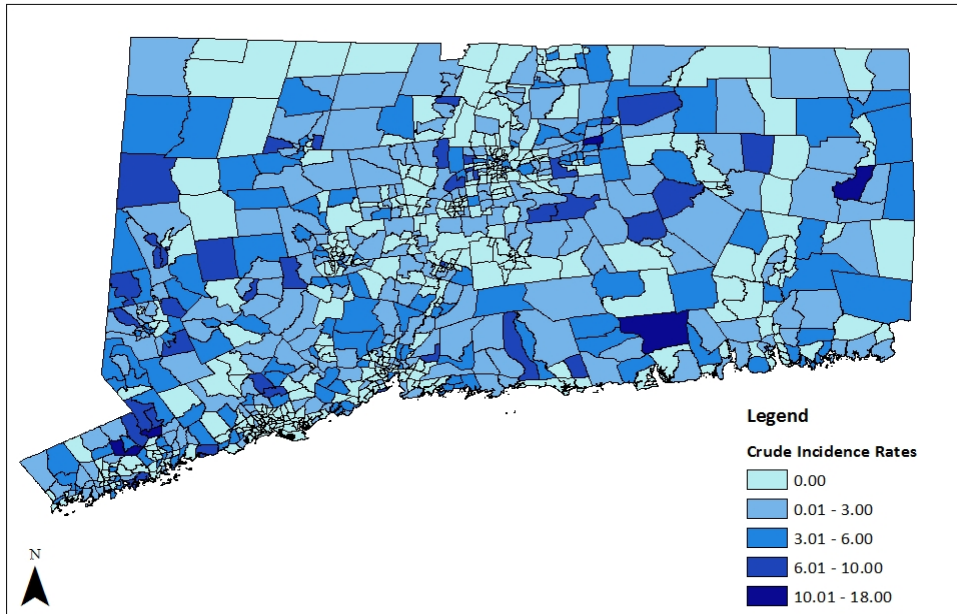 Legend
Crude Incidence Rates
0.00
0.01 - 3.00
3.01 - 6.00
6.01 - 10.00
10.01 - 18.00
N